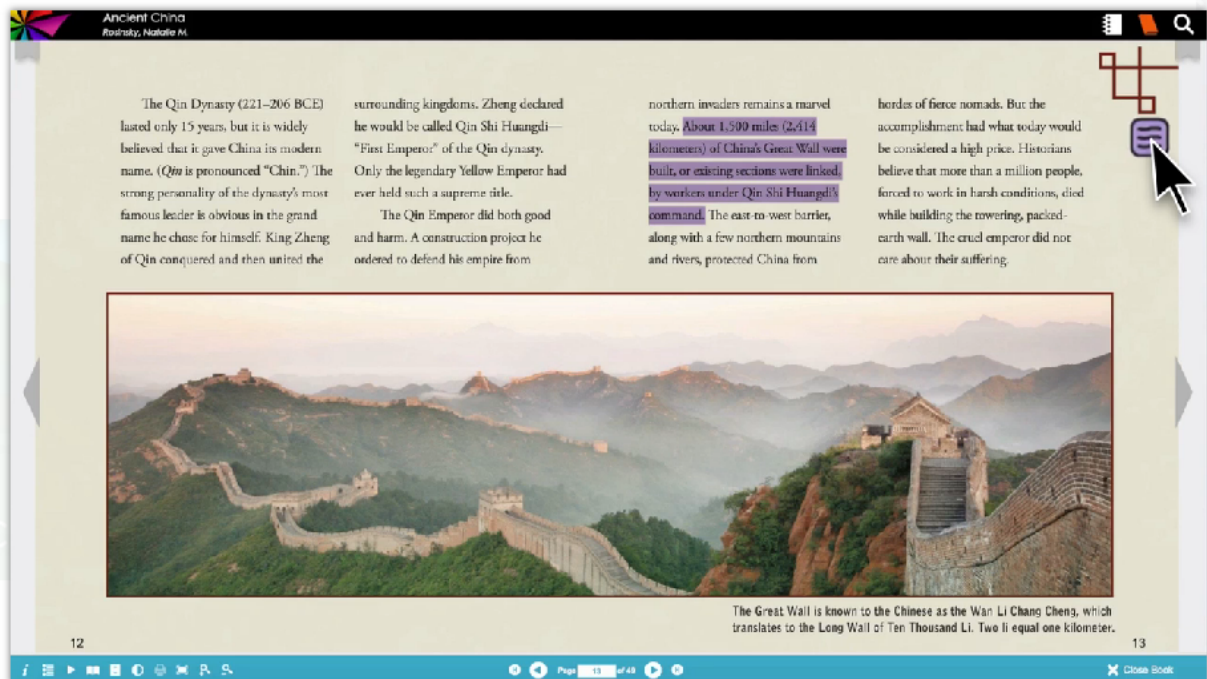 Ancient China
Rosinsky, Natalie M.
The Qin Dynasty (221–206 BCE)
lasted only 15 years, but it is widely
believed that it gave China its modern
name. (Qin is pronounced “Chin.”) The
strong personality of the dynasty’s most
famous leader is obvious in the grand
name he chose for himself. King Zheng
of Qin conquered and then united the
surrounding kingdoms. Zheng declared
he would be called Qin Shi Huangdi—
“First Emperor” of the Qin dynasty.
Only the legendary Yellow Emperor had
ever held such a supreme title.
The Qin Emperor did both good
and harm. A construction project he
ordered to defend his empire from
northern invaders remains a marvel
today. About 1,500 miles (2,414
kilometers) of China’s Great Wall were
built, or existing sections were linked,
by workers under Qin Shi Huangdi’s
command. The east-to-west barrier,
along with a few northern mountains
and rivers, protected China from
hordes of fierce nomads. But the
accomplishment had what today would
be considered a high price. Historians
believe that more than a million people,
forced to work in harsh conditions, died
while building the towering, packed-
earth wall. The cruel emperor did not
care about their suffering.
The Great Wall is known to the Chinese as the Wan Li Chang Cheng, which
translates to the Long Wall of Ten Thousand Li. Two li equal one kilometer.
12
13
Page 13 of 48
Close Book